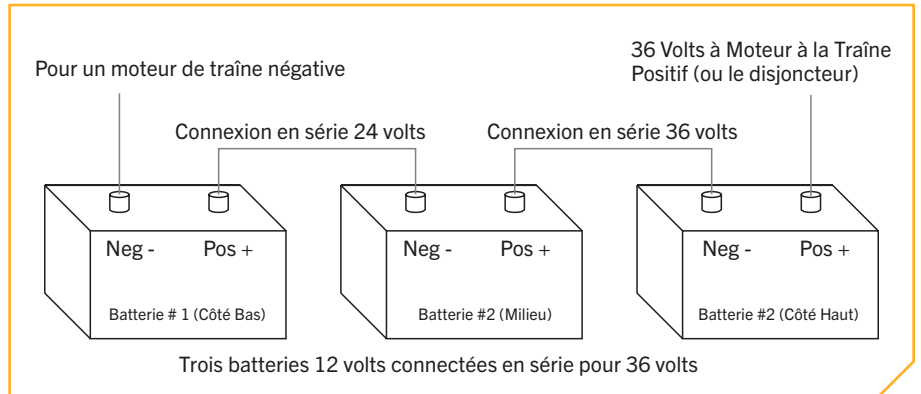 36 Volts à Moteur à la Traîne
Positif (ou le disjoncteur)
Pour un moteur de traîne négative
Connexion en série 24 volts
Connexion en série 36 volts
Neg -
Pos +
Neg -
Pos +
Neg -
Pos +
Batterie # 1 (Côté Bas)
Batterie #2 (Milieu)
Batterie #2 (Côté Haut)
Trois batteries 12 volts connectées en série pour 36 volts